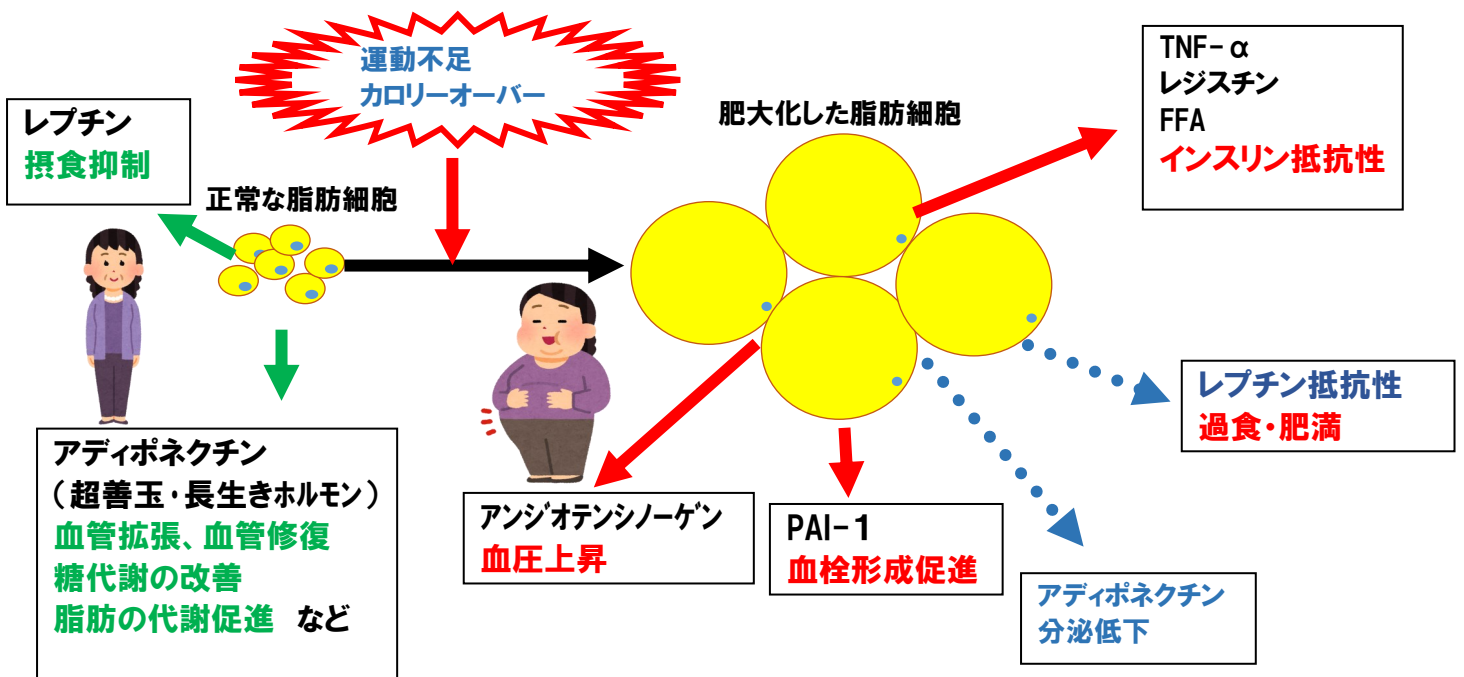 運動不足
カロリーオーバー
レプチン
摂食抑制
正常な脂肪細胞
肥大化した脂肪細胞
TNF-α
レジスチン
FFA
インスリン抵抗性
アディポネクチン
（超善玉・長生きホルモン）
血管拡張、血管修復
糖代謝の改善
脂肪の代謝促進　など
アンジオテンシノーゲン
血圧上昇
PAI-1
血栓形成促進
レプチン抵抗性
過食・肥満
アディポネクチン
分泌低下